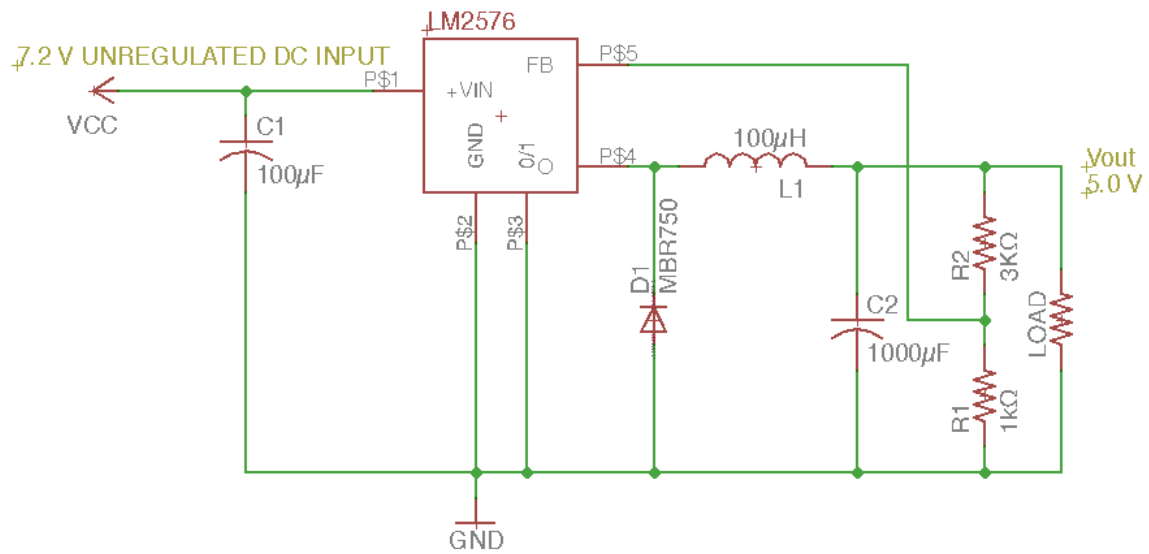 LM2576
7.2 V UNREGULATED DC INPUT
P$1
VCC
+VIN
FB
GND
0/1
O
P$5
P$4
P$2
P$3
C1
100µF
100µH
L1
Vout
5.0 V
D1
MBR750
C2
1000µF
R2
3KΩ
R1
1kΩ
LOAD
GND